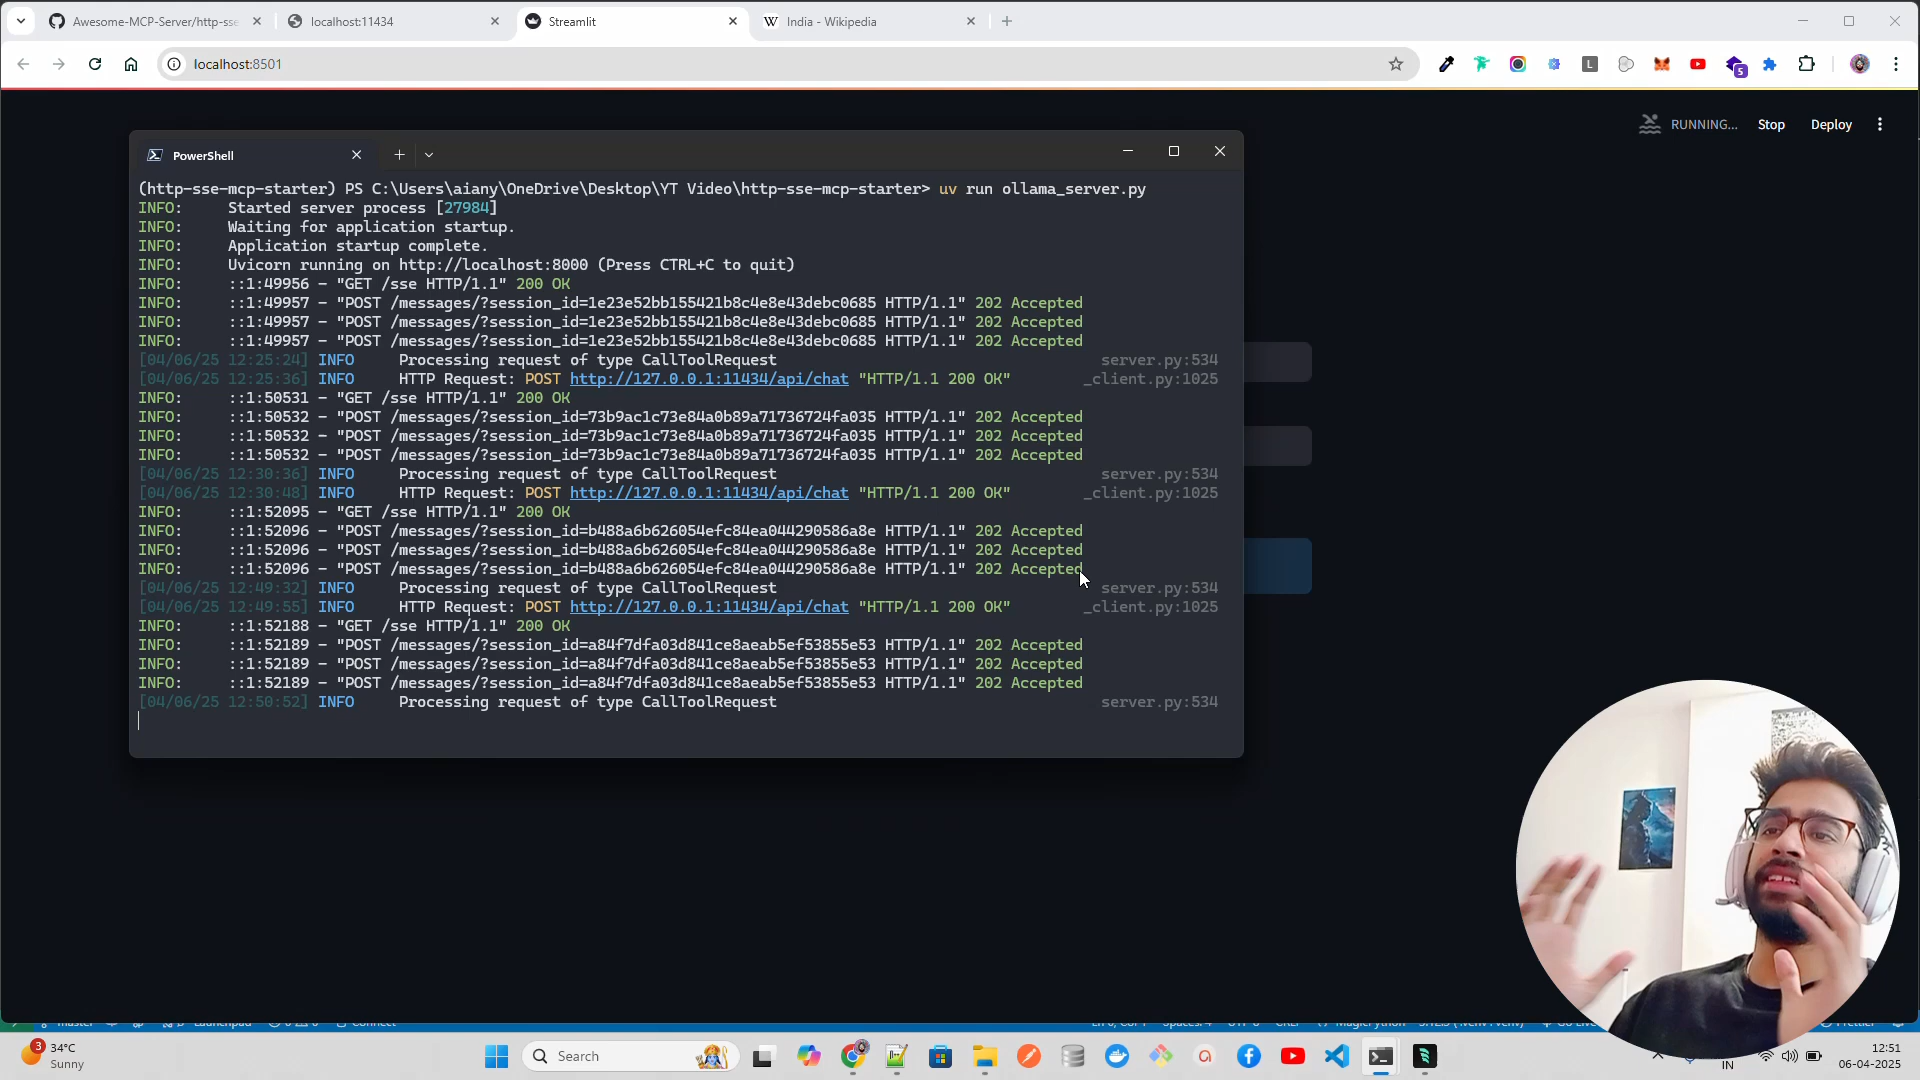 Awesome-MCP-Server/http-sse
localhost:11434
Streamlit
India - Wikipedia
localhost:8501
L
5
RUNNING...
Stop
Deploy
PowerShell
(http-sse-mcp-starter) PS C:\Users\aiany\OneDrive\Desktop\YT Video\http-sse-mcp-starter> uv run ollama_server.py
INFO: Started server process [27984]
INFO: Waiting for application startup.
INFO: Application startup complete.
INFO: Uvicorn running on http://localhost:8000 (Press CTRL+C to quit)
INFO: ::1:49956 – "GET /sse HTTP/1.1" 200 OK
INFO: ::1:49957 – "POST /messages/?session_id=1e23e52bb155421b8c4e8e43debc0685 HTTP/1.1" 202 Accepted
INFO: ::1:49957 – "POST /messages/?session_id=1e23e52bb155421b8c4e8e43debc0685 HTTP/1.1" 202 Accepted
INFO: ::1:49957 – "POST /messages/?session_id=1e23e52bb155421b8c4e8e43debc0685 HTTP/1.1" 202 Accepted
[04/06/25 12:25:24] INFO Processing request of type CallToolRequest server.py:534
[04/06/25 12:25:36] INFO HTTP Request: POST http://127.0.0.1:11434/api/chat "HTTP/1.1 200 OK" _client.py:1025
INFO: ::1:50531 – "GET /sse HTTP/1.1" 200 OK
INFO: ::1:50532 – "POST /messages/?session_id=73b9ac1c73e84a0b89a71736724fa035 HTTP/1.1" 202 Accepted
INFO: ::1:50532 – "POST /messages/?session_id=73b9ac1c73e84a0b89a71736724fa035 HTTP/1.1" 202 Accepted
INFO: ::1:50532 – "POST /messages/?session_id=73b9ac1c73e84a0b89a71736724fa035 HTTP/1.1" 202 Accepted
[04/06/25 12:30:36] INFO Processing request of type CallToolRequest server.py:534
[04/06/25 12:30:48] INFO HTTP Request: POST http://127.0.0.1:11434/api/chat "HTTP/1.1 200 OK" _client.py:1025
INFO: ::1:52095 – "GET /sse HTTP/1.1" 200 OK
INFO: ::1:52096 – "POST /messages/?session_id=b488a6b626054efc84ea044290586a8e HTTP/1.1" 202 Accepted
INFO: ::1:52096 – "POST /messages/?session_id=b488a6b626054efc84ea044290586a8e HTTP/1.1" 202 Accepted
INFO: ::1:52096 – "POST /messages/?session_id=b488a6b626054efc84ea044290586a8e HTTP/1.1" 202 Accepted
[04/06/25 12:49:32] INFO Processing request of type CallToolRequest server.py:534
[04/06/25 12:49:55] INFO HTTP Request: POST http://127.0.0.1:11434/api/chat "HTTP/1.1 200 OK" _client.py:1025
INFO: ::1:52188 – "GET /sse HTTP/1.1" 200 OK
INFO: ::1:52189 – "POST /messages/?session_id=a84f7dfa03d841ce8aeab5ef53855e53 HTTP/1.1" 202 Accepted
INFO: ::1:52189 – "POST /messages/?session_id=a84f7dfa03d841ce8aeab5ef53855e53 HTTP/1.1" 202 Accepted
INFO: ::1:52189 – "POST /messages/?session_id=a84f7dfa03d841ce8aeab5ef53855e53 HTTP/1.1" 202 Accepted
[04/06/25 12:50:52] INFO Processing request of type CallToolRequest server.py:534
3
34°C
Sunny
Search
IN
12:51
06-04-2025